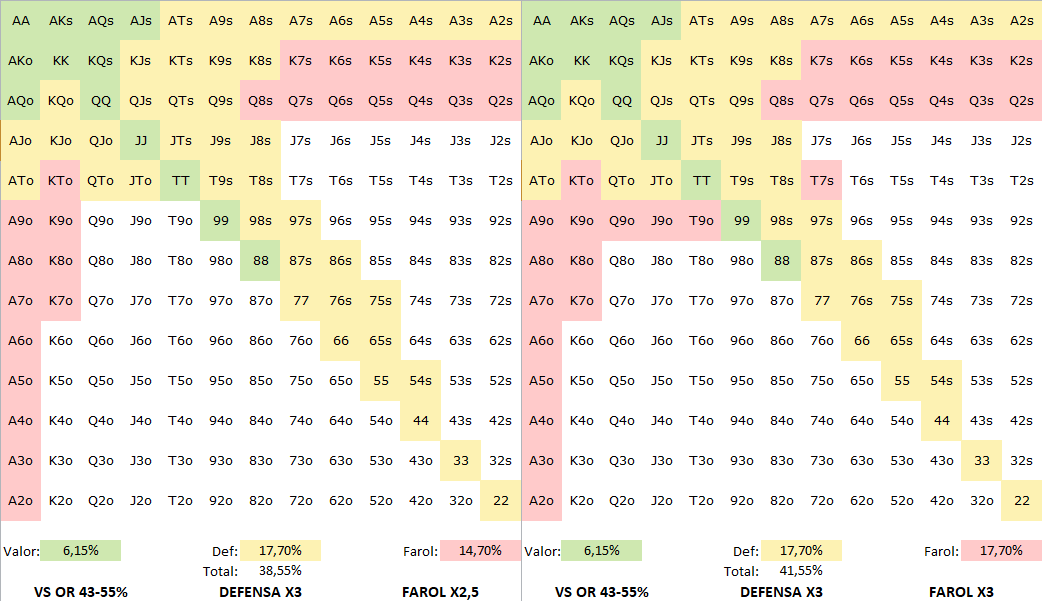 AA AKs AQs AJs ATs A9s A8s A7s A6s A5s A4s A3s A2s AA AKs AQs AJs ATs A9s A8s A7s A6s A5s A4s A3s A2s
AKo KK KQs KJs KTs K9s K8s K7s K6s K5s K4s K3s K2s AKo KK KQs KJs KTs K9s K8s K7s K6s K5s K4s K3s K2s
AQo KQo QQ QJs QTs Q9s Q8s Q7s Q6s Q5s Q4s Q3s Q2s AQo KQo QQ QJs QTs Q9s Q8s Q7s Q6s Q5s Q4s Q3s Q2s
AJo KJo QJo JJ JTs J9s J8s J7s J6s J5s J4s J3s J2s AJo KJo QJo JJ JTs J9s J8s J7s J6s J5s J4s J3s J2s
ATo KTo QTo JTo TT T9s T8s T7s T6s T5s T4s T3s T2s ATo KTo QTo JTo TT T9s T8s T7s T6s T5s T4s T3s T2s
A9o K9o Q9o J9o T9o 99 98s 97s 96s 95s 94s 93s 92s A9o K9o Q9o J9o T9o 99 98s 97s 96s 95s 94s 93s 92s
A8o K8o Q8o J8o T8o 98o 88 87s 86s 85s 84s 83s 82s A8o K8o Q8o J8o T8o 98o 88 87s 86s 85s 84s 83s 82s
A7o K7o Q7o J7o T7o 97o 87o 77 76s 75s 74s 73s 72s A7o K7o Q7o J7o T7o 97o 87o 77 76s 75s 74s 73s 72s
A6o K6o Q6o J6o T6o 96o 86o 76o 66 65s 64s 63s 62s A6o K6o Q6o J6o T6o 96o 86o 76o 66 65s 64s 63s 62s
A5o K5o Q5o J5o T5o 95o 85o 75o 65o 55 54s 53s 52s A5o K5o Q5o J5o T5o 95o 85o 75o 65o 55 54s 53s 52s
A4o K4o Q4o J4o T4o 94o 84o 74o 64o 54o 44 43s 42s A4o K4o Q4o J4o T4o 94o 84o 74o 64o 54o 44 43s 42s
A3o K3o Q3o J3o T3o 93o 83o 73o 63o 53o 43o 33 32s A3o K3o Q3o J3o T3o 93o 83o 73o 63o 53o 43o 33 32s
A2o K2o Q2o J2o T2o 92o 82o 72o 62o 52o 42o 32o 22 A2o K2o Q2o J2o T2o 92o 82o 72o 62o 52o 42o 32o 22
Valor: 6,15% Def: 17,70% Farol: 14,70% Valor: 6,15% Def: 17,70% Farol: 17,70%
Total: 38,55% Total: 41,55%
VS OR 43-55% DEFENSA X3 FAROL X2,5 VS OR 43-55% DEFENSA X3 FAROL X3